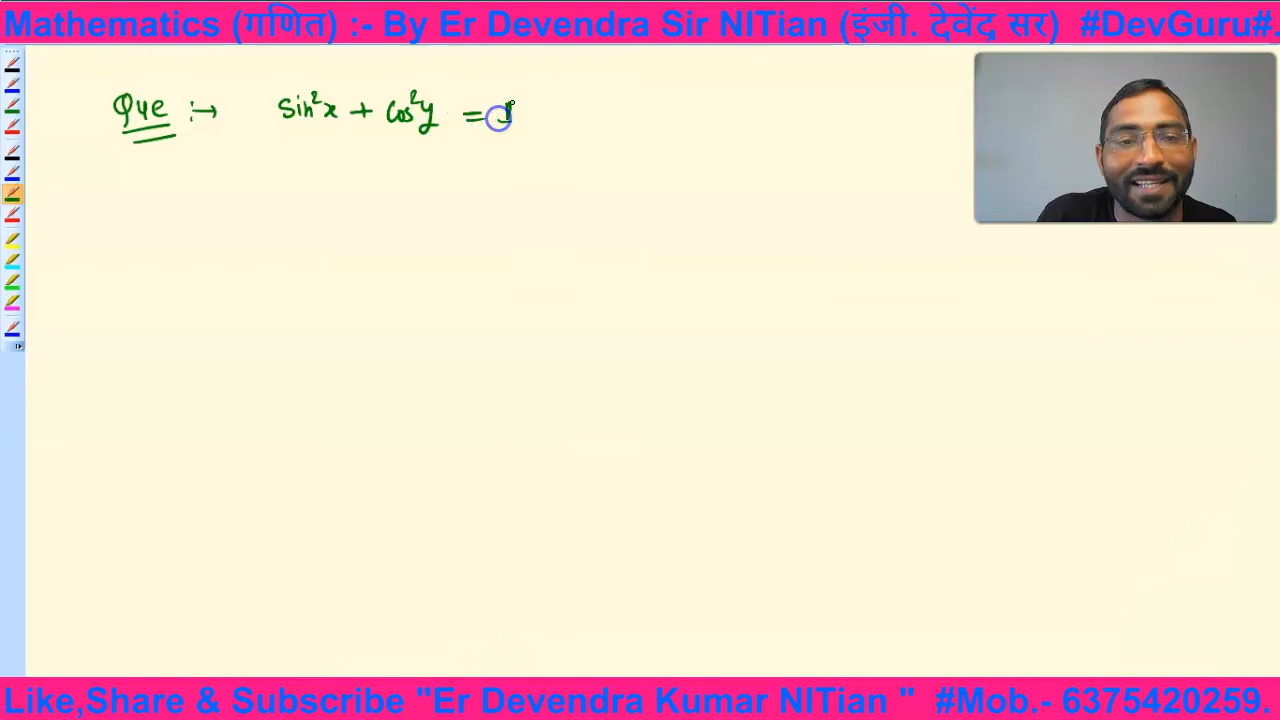 Mathematics (गणित) :- By Er Devendra Sir NITian (इंजी. देवेंद्र सर) #DevGuru#.
Que :→ Sin²x + Cos²y = 1
Like,Share & Subscribe "Er Devendra Kumar NITian " #Mob.- 6375420259.